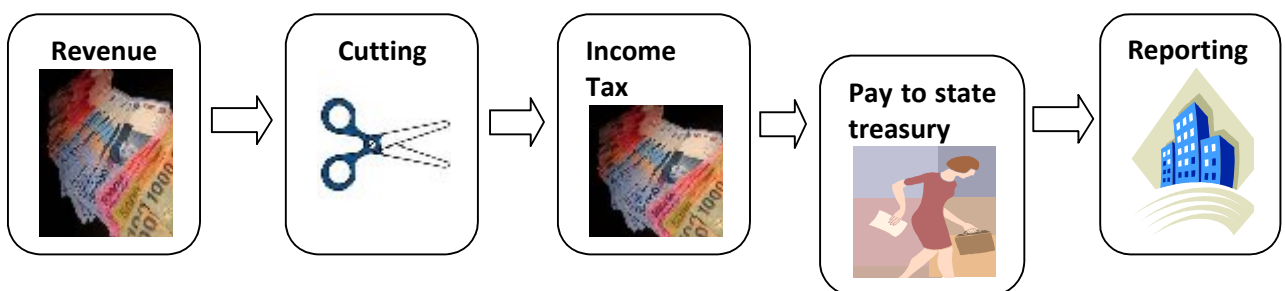 Revenue
Cutting
Income
Tax
Pay to state
treasury
Reporting